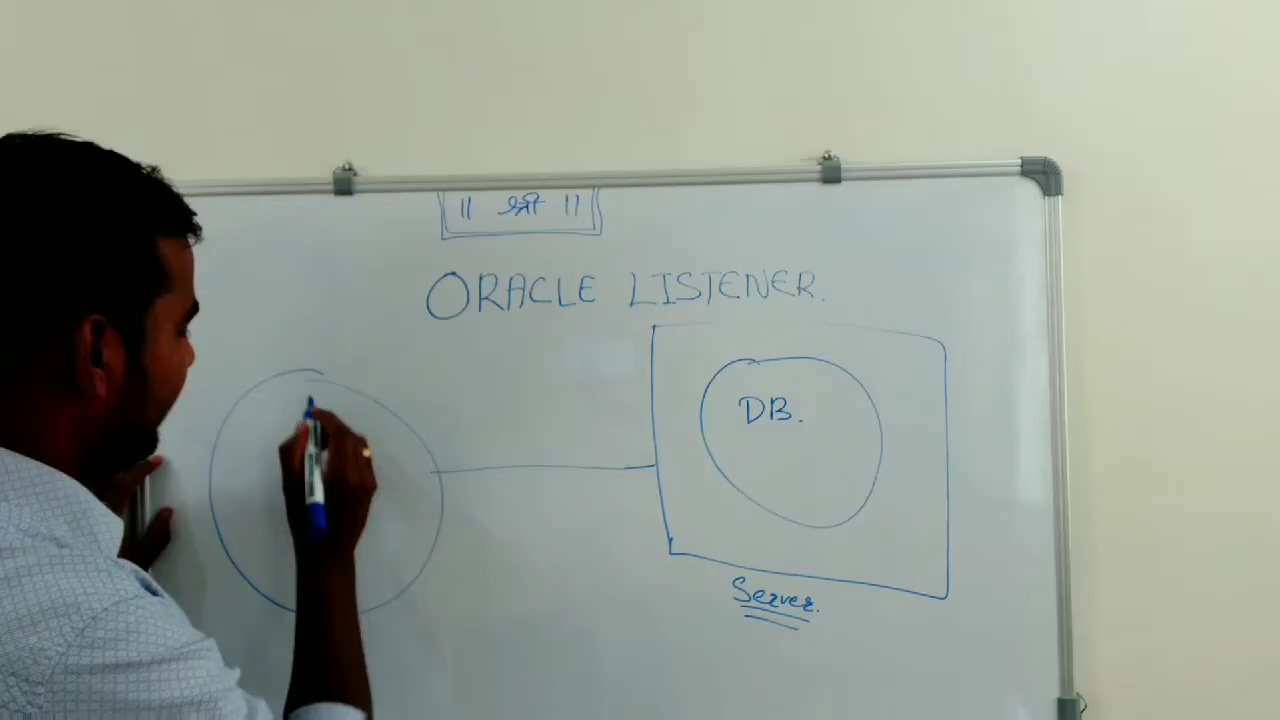 || श्री ||
ORACLE LISTENER.
DB.
Server.